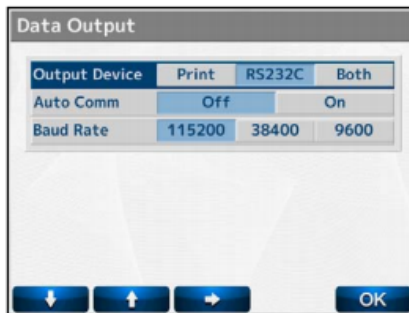 Data Output
Output Device Print RS232C Both
Auto Comm Off On
Baud Rate 115200 38400 9600
OK